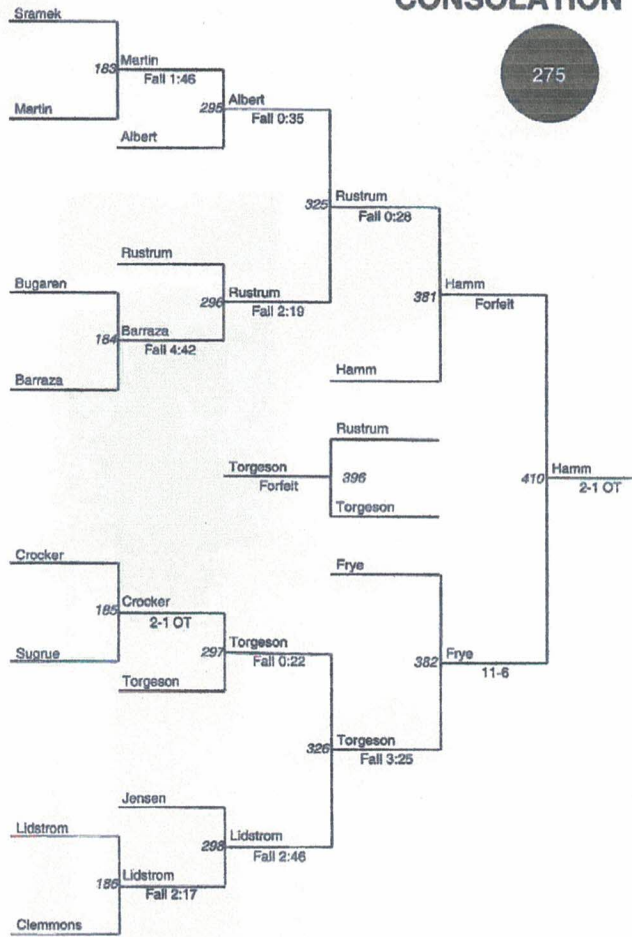 CONSOLATION
275
Sramek
183
Martin
Fall 1:46
Martin
295
Albert
Fall 0:35
Albert
325
Rustrum
Fall 0:28
Rustrum
Bugaren
296
Rustrum
Fall 2:19
184
Barraza
Fall 4:42
Barraza
381
Hamm
Forfeit
Hamm
Rustrum
Torgeson
Forfeit
396
Torgeson
410
Hamm
2-1 OT
Crocker
Frye
185
Crocker
2-1 OT
Sugrue
297
Torgeson
Fall 0:22
Torgeson
382
Frye
11-6
326
Torgeson
Fall 3:25
Jensen
Lidstrom
298
Lidstrom
Fall 2:46
186
Lidstrom
Fall 2:17
Clemmons